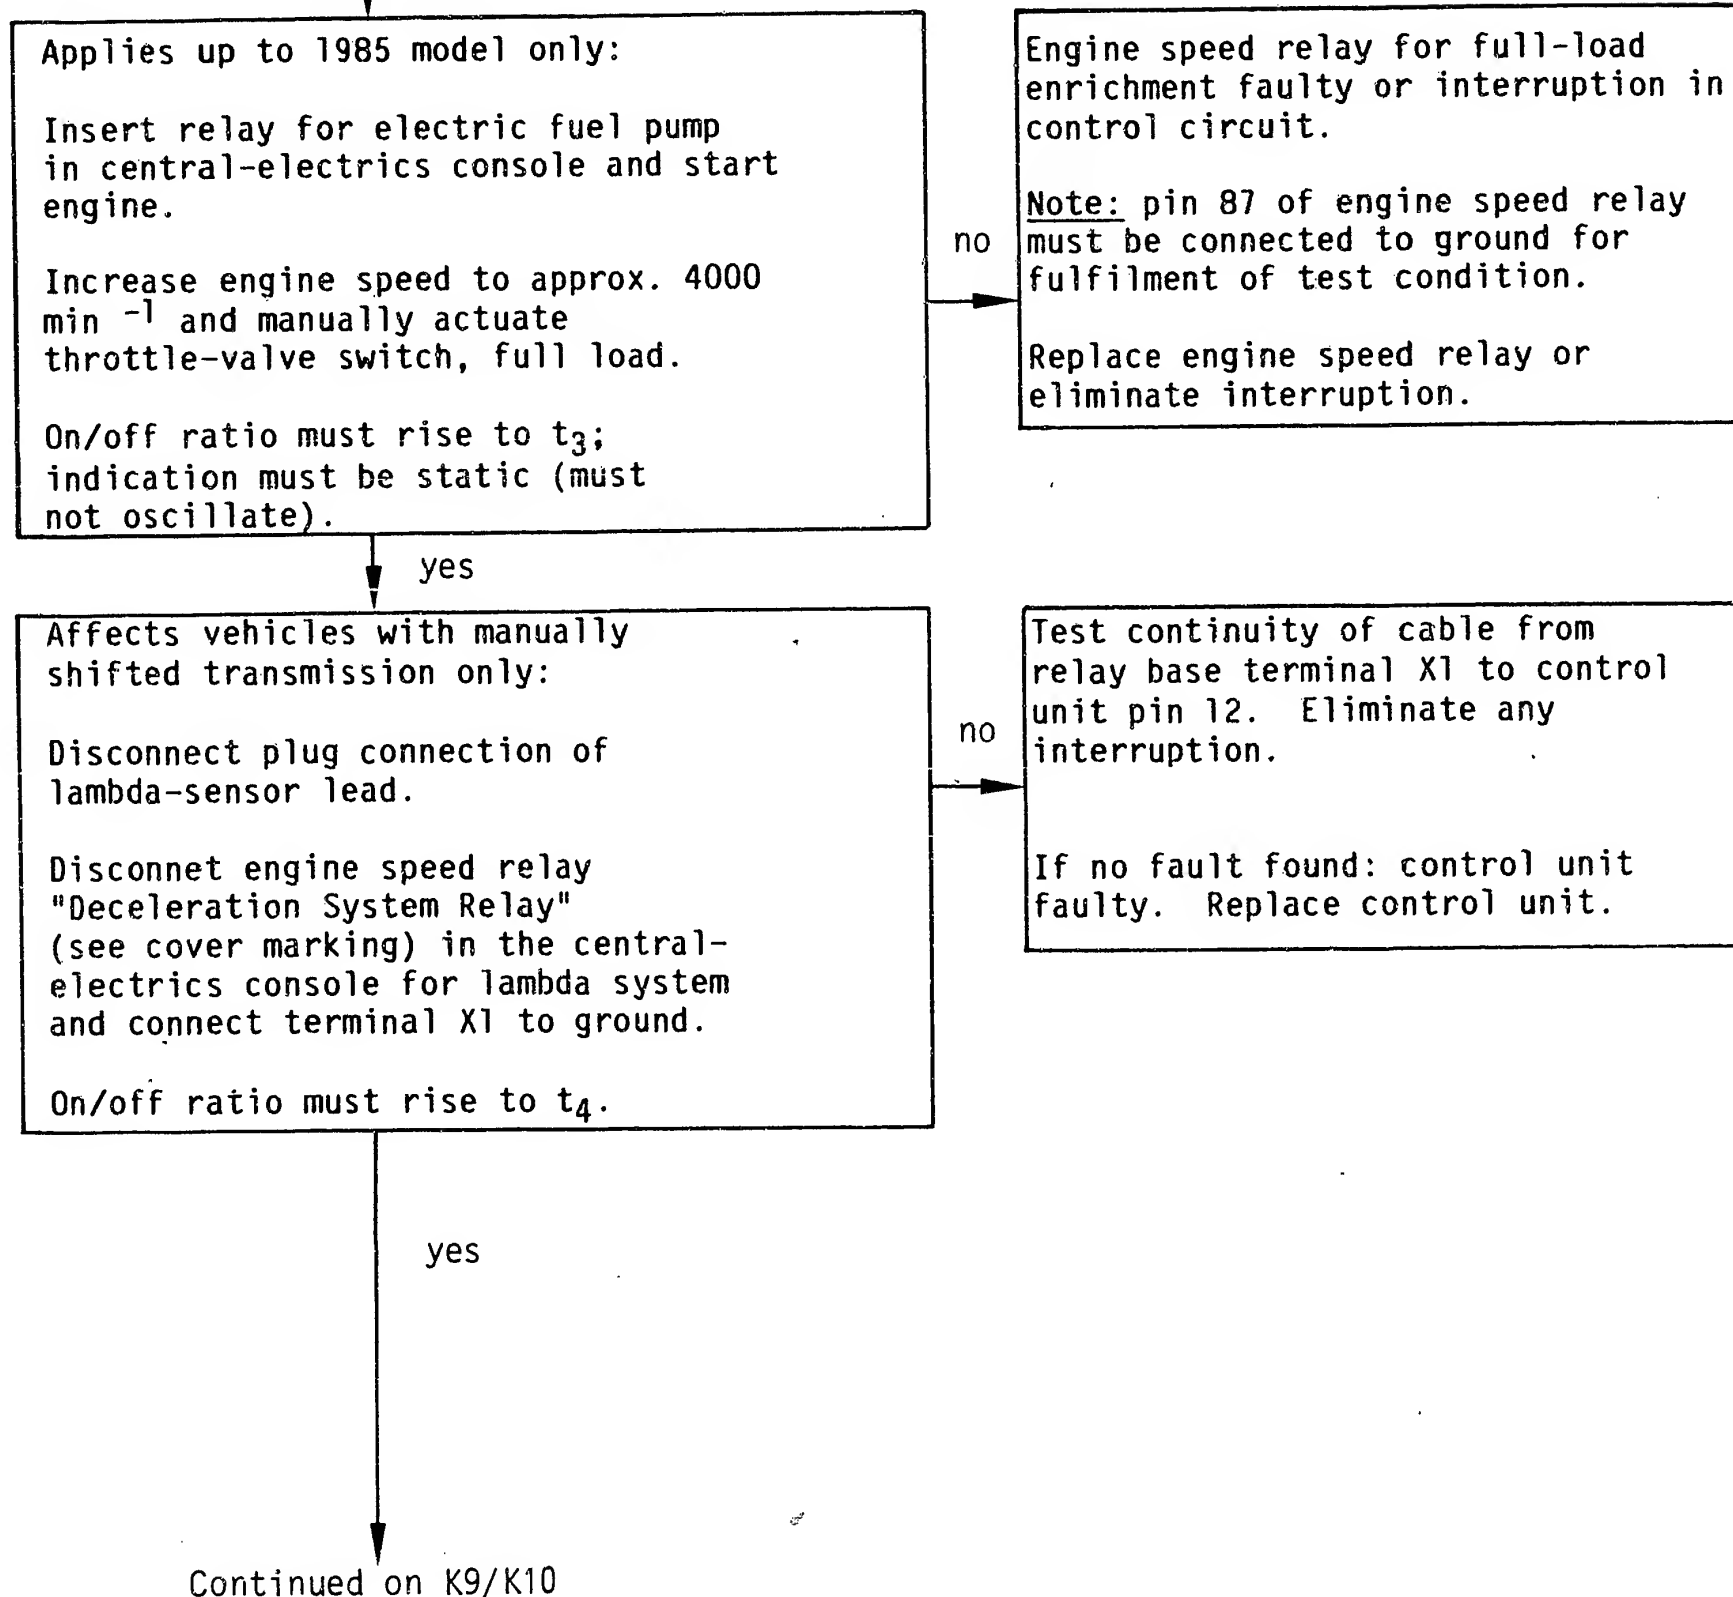 Applies up to 1985 model only:
Insert relay for electric fuel pump
in central-electrics console and start
engine.
Increase engine speed to approx. 4000
min ⁻¹ and manually actuate
throttle-valve switch, full load.
On/off ratio must rise to t₃;
indication must be static (must
not oscillate).
no
Engine speed relay for full-load
enrichment faulty or interruption in
control circuit.
Note: pin 87 of engine speed relay
must be connected to ground for
fulfilment of test condition.
Replace engine speed relay or
eliminate interruption.
yes
Affects vehicles with manually
shifted transmission only:
Disconnect plug connection of
lambda-sensor lead.
Disconnet engine speed relay
"Deceleration System Relay"
(see cover marking) in the central-
electrics console for lambda system
and connect terminal X1 to ground.
On/off ratio must rise to t₄.
no
Test continuity of cable from
relay base terminal X1 to control
unit pin 12. Eliminate any
interruption.
If no fault found: control unit
faulty. Replace control unit.
yes
Continued on K9/K10